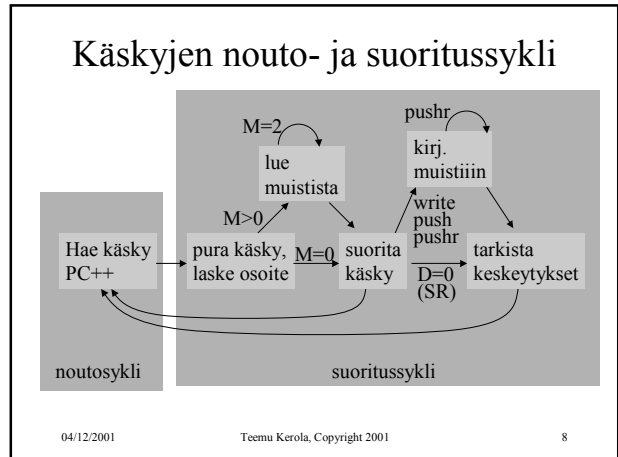 Käskyjen nouto- ja suoritussykli
pushr
M=2
kirj.
muistiiin
lue
muistista
write
push
pushr
M>0
Hae käsky
PC++
pura käsky,
laske osoite
M=0
suorita
käsky
D=0
(SR)
tarkista
keskeytykset
noutosykli
suoritussykli
04/12/2001
Teemu Kerola, Copyright 2001
8